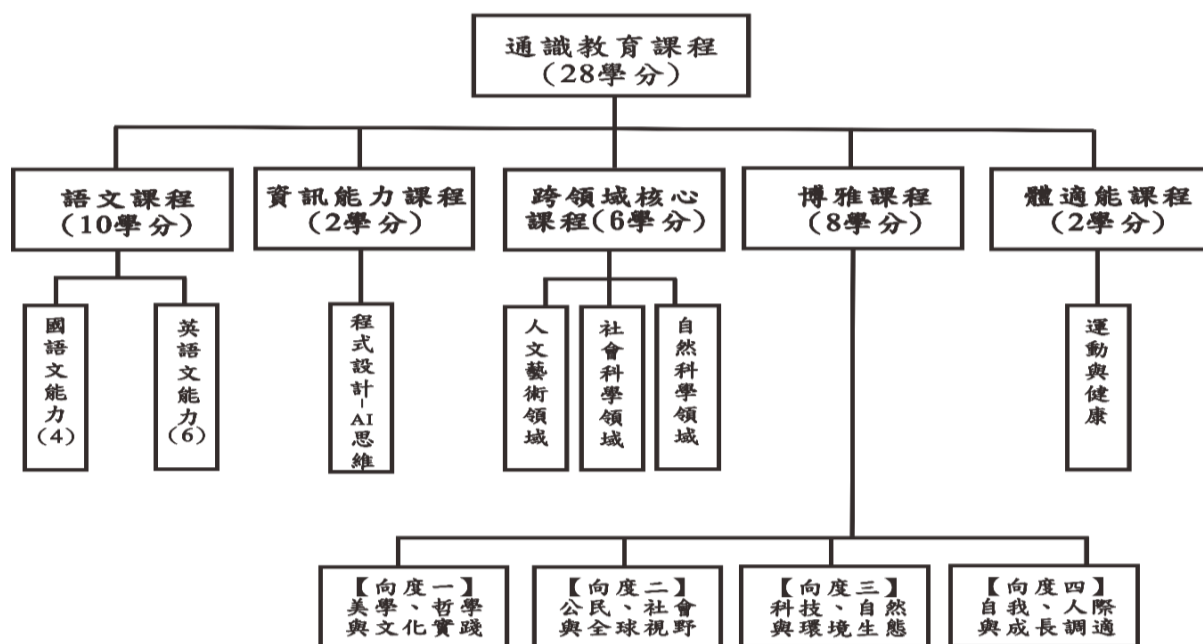 通識教育課程
(28學分)
語文課程
(10學分)
資訊能力課程
(2學分)
跨領域核心
課程(6學分)
博雅課程
(8學分)
體適能課程
(2學分)
國語文能力(4)
英語文能力(6)
程式設計-AI思維
人文藝術領域
社會科學領域
自然科學領域
運動與健康
【向度一】
美學、哲學
與文化實踐
【向度二】
公民、社會
與全球視野
【向度三】
科技、自然
與環境生態
【向度四】
自我、人際
與成長調適